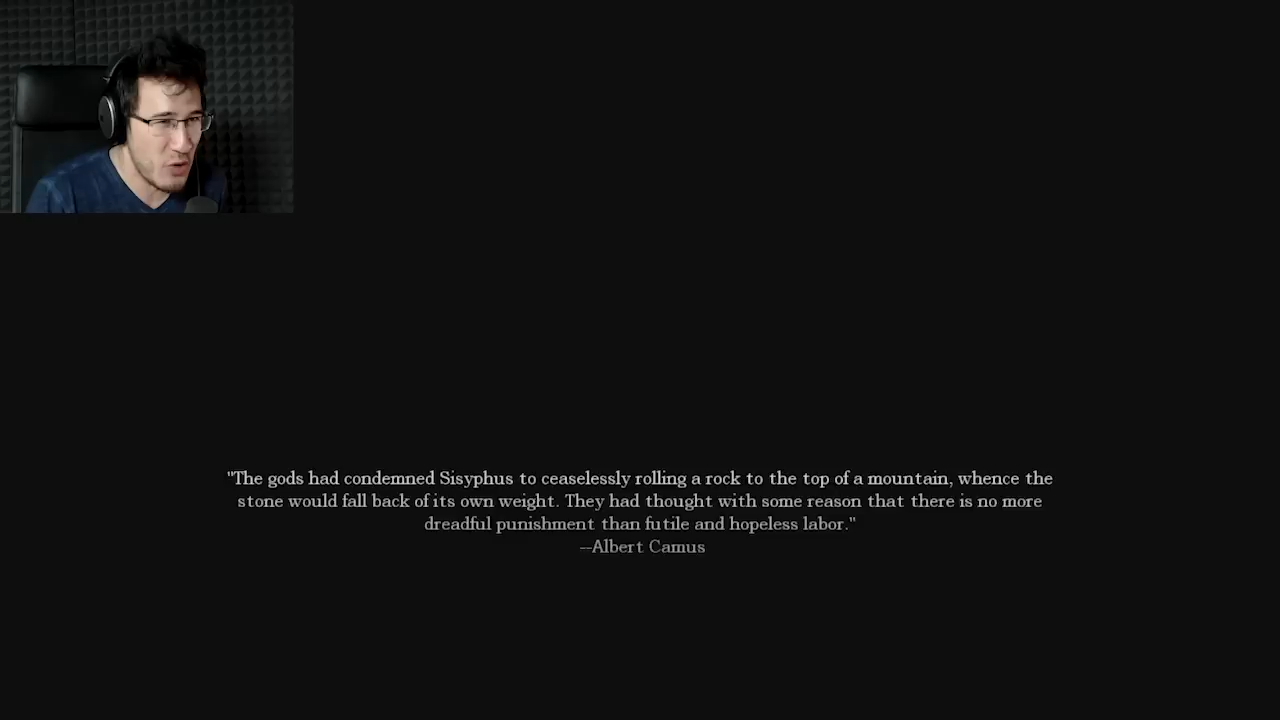 "The gods had condemned Sisyphus to ceaselessly rolling a rock to the top of a mountain, whence the
stone would fall back of its own weight. They had thought with some reason that there is no more
dreadful punishment than futile and hopeless labor."
--Albert Camus